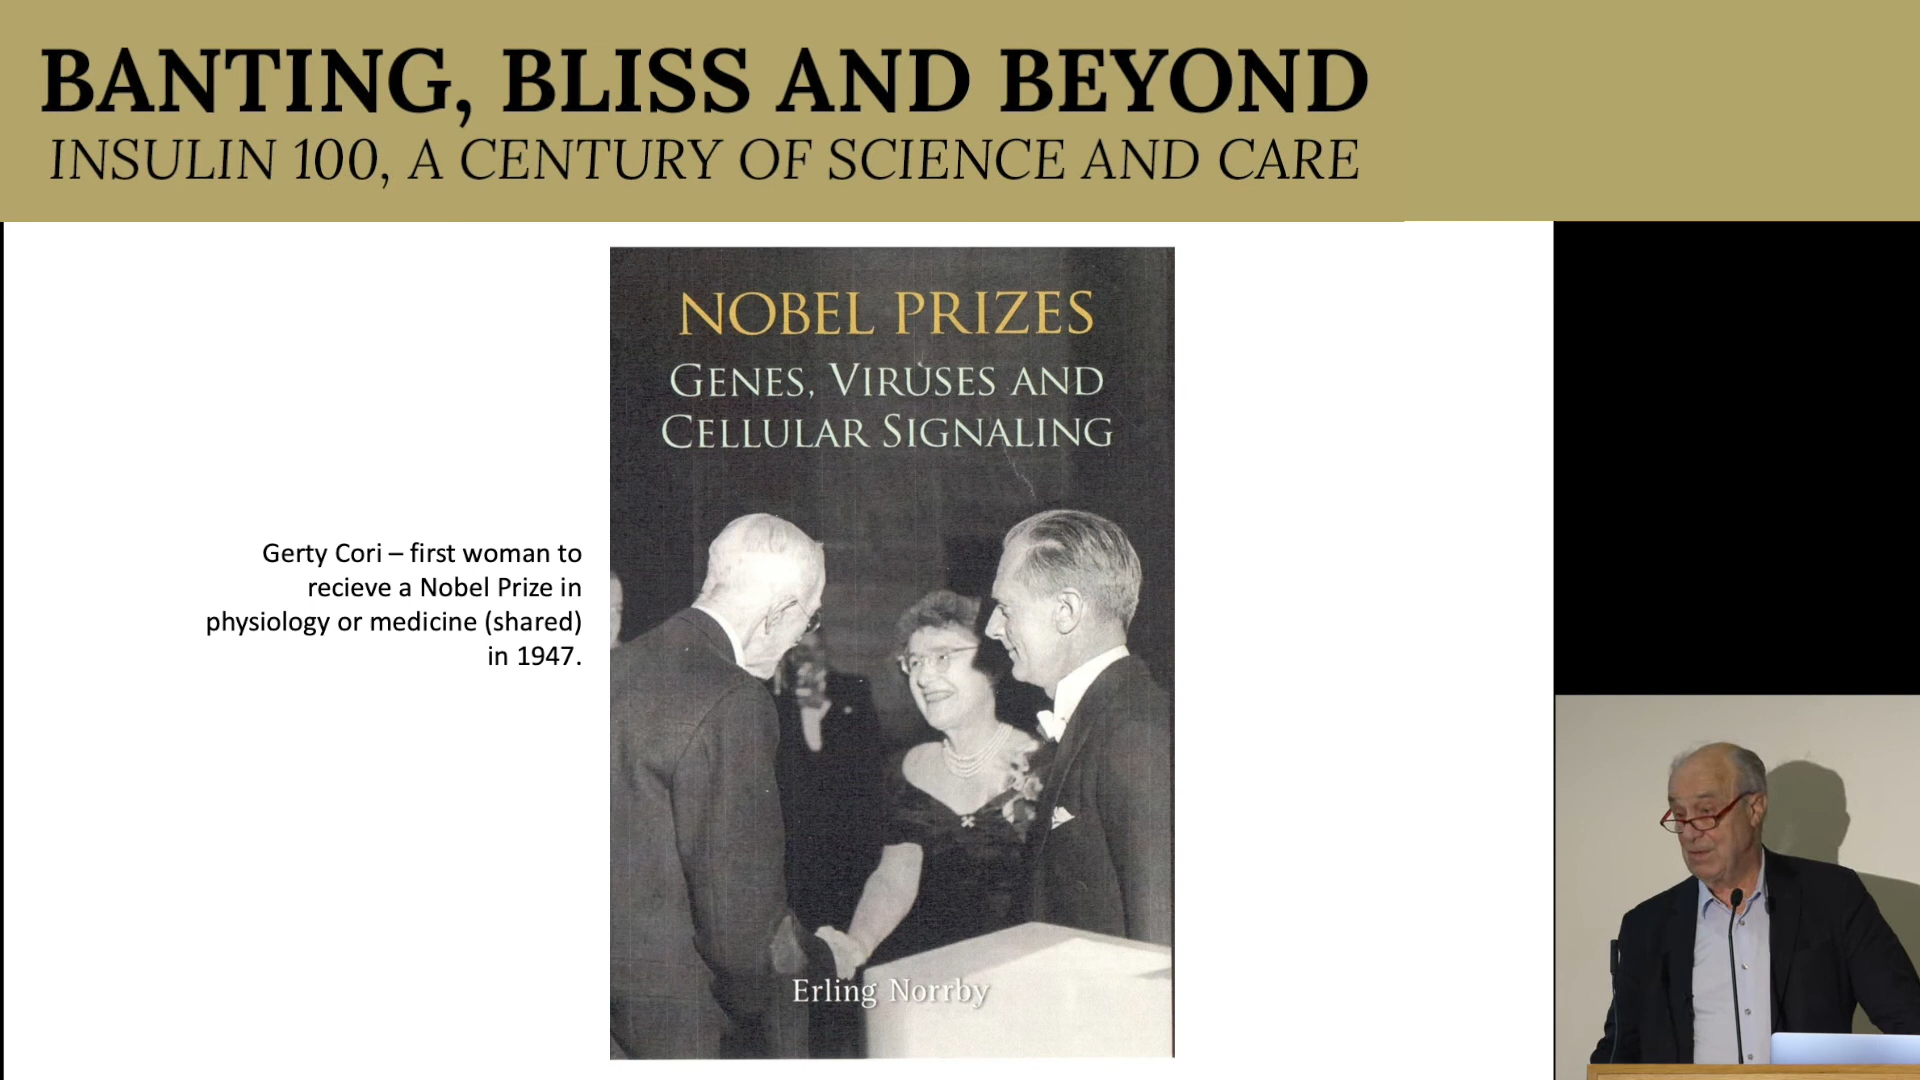 BANTING, BLISS AND BEYOND
INSULIN 100, A CENTURY OF SCIENCE AND CARE
NOBEL PRIZES
GENES, VIRUSES AND
CELLULAR SIGNALING
Gerty Cori – first woman to
recieve a Nobel Prize in
physiology or medicine (shared)
in 1947.
Erling Norrby